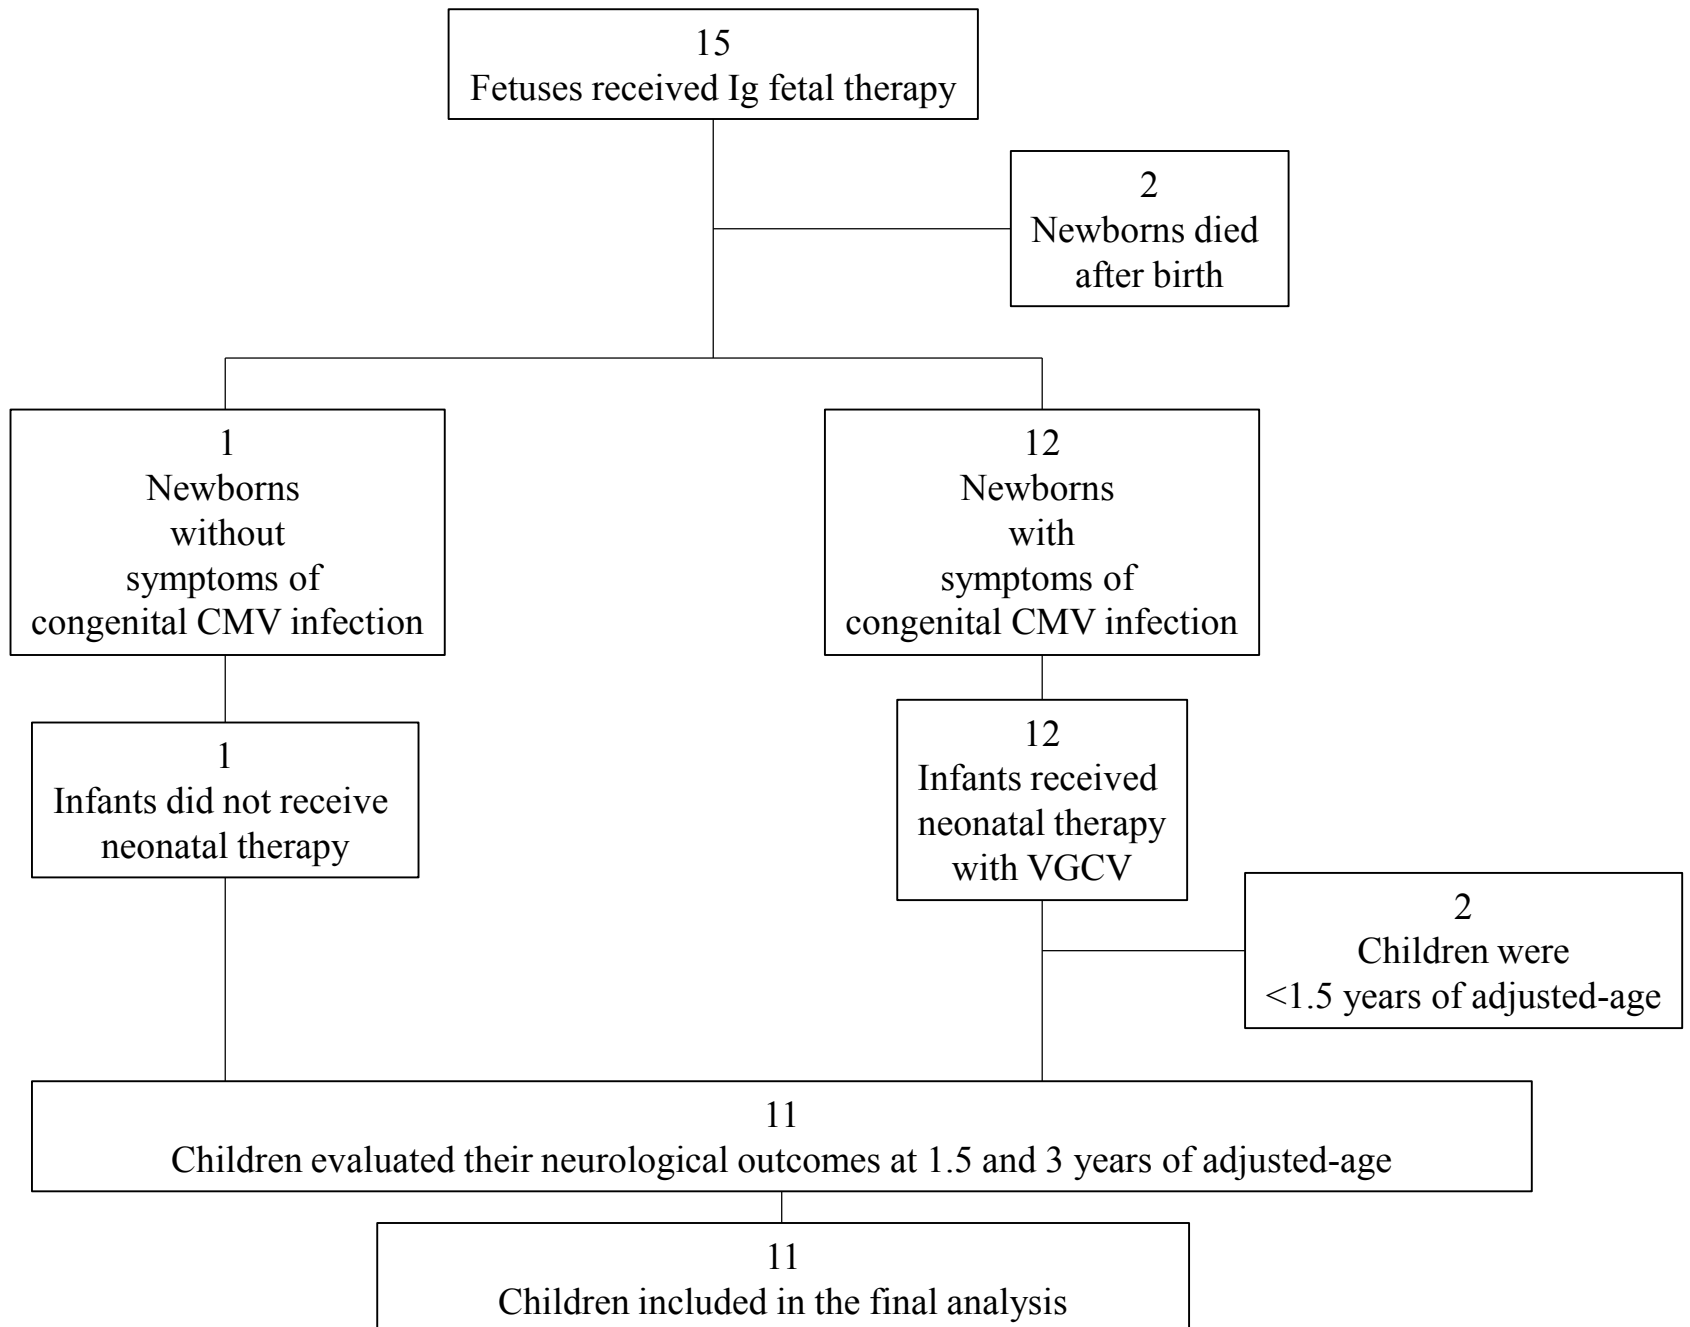 15
Fetuses received Ig fetal therapy
2
Newborns died
after birth
1
Newborns
without
symptoms of
congenital CMV infection
12
Newborns
with
symptoms of
congenital CMV infection
1
Infants did not receive
neonatal therapy
12
Infants received
neonatal therapy
with VGCV
2
Children were
<1.5 years of adjusted-age
11
Children evaluated their neurological outcomes at 1.5 and 3 years of adjusted-age
11
Children included in the final analysis